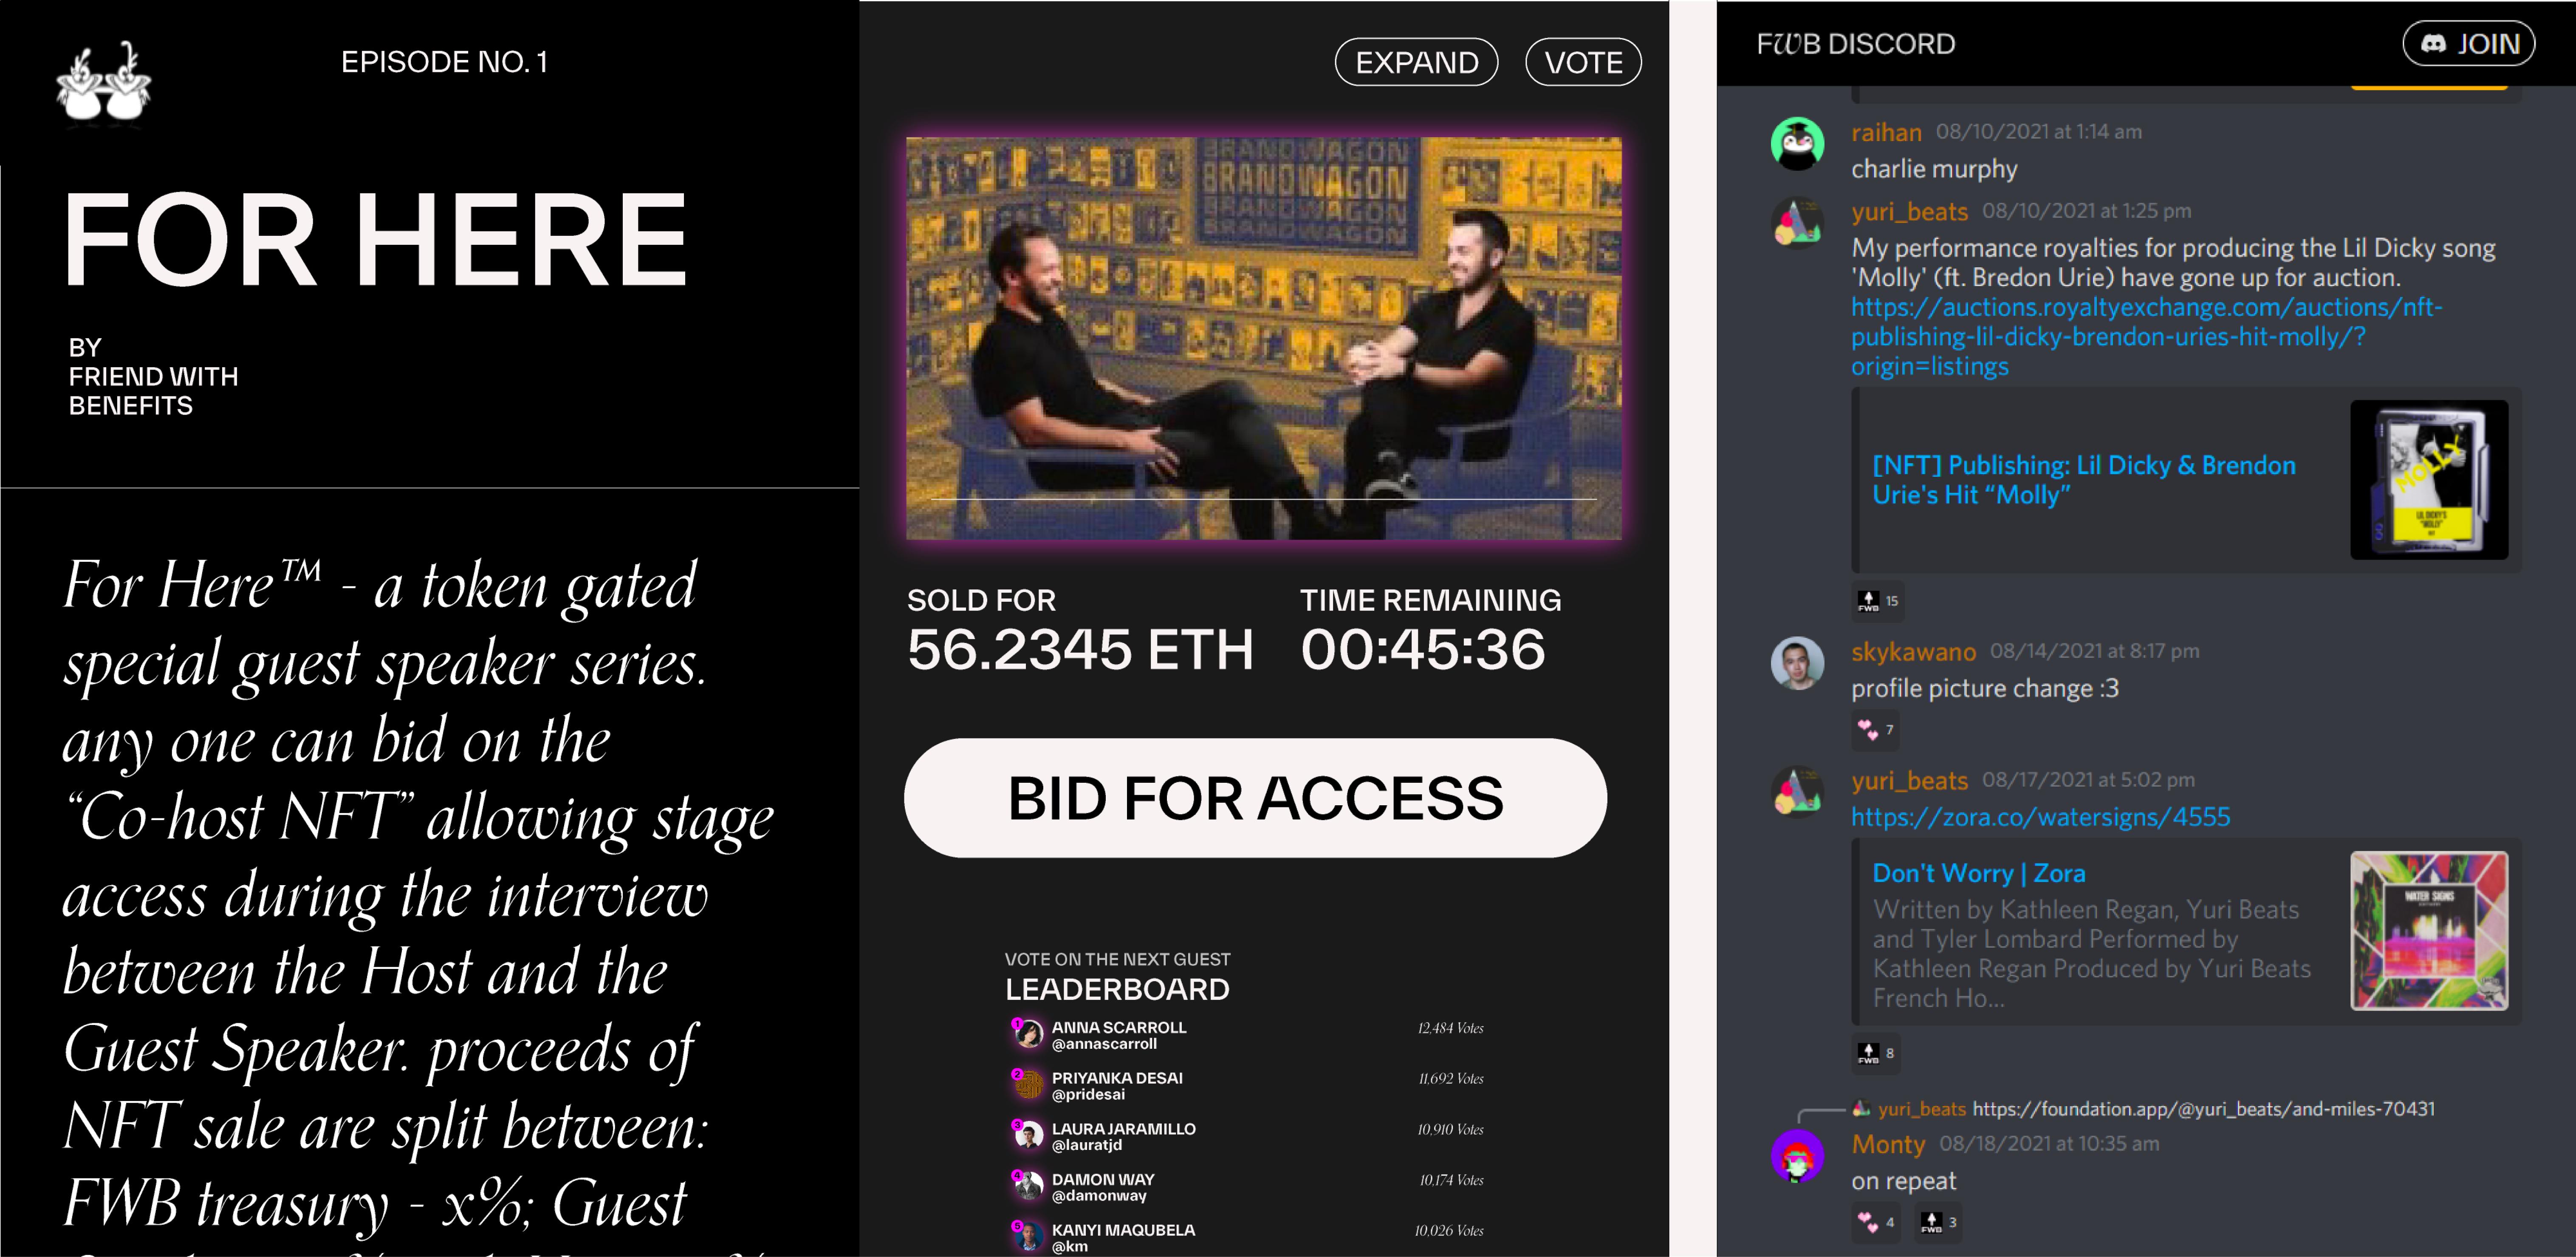 EPISODE NO. 1
FOR HERE
BY
FRIEND WITH
BENEFITS
For Here™ - a token gated
special guest speaker series.
any one can bid on the
“Co-host NFT” allowing stage
access during the interview
between the Host and the
Guest Speaker. proceeds of
NFT sale are split between:
FWB treasury - x%; Guest
EXPAND
VOTE
BRANDWAGON
BRANDWAGON
BRANDWAGON
BRANDWAGON
SOLD FOR
56.2345 ETH
TIME REMAINING
00:45:36
BID FOR ACCESS
VOTE ON THE NEXT GUEST
LEADERBOARD
1
ANNA SCARROLL
@annascarroll
12,484 Votes
2
PRIYANKA DESAI
@pridesai
11,692 Votes
3
LAURA JARAMILLO
@lauratjd
10,910 Votes
4
DAMON WAY
@damonway
10,174 Votes
5
KANYI MAQUBELA
@km
10,026 Votes
FWB DISCORD
JOIN
raihan 08/10/2021 at 1:14 am
charlie murphy
yuri_beats 08/10/2021 at 1:25 pm
My performance royalties for producing the Lil Dicky song
'Molly' (ft. Bredon Urie) have gone up for auction.
https://auctions.royaltyexchange.com/auctions/nft-
publishing-lil-dicky-brendon-uries-hit-molly/?
origin=listings
[NFT] Publishing: Lil Dicky & Brendon
Urie's Hit “Molly”
MOLLY
LIL DICKY'S
"MOLLY"
FWB 15
skykawano 08/14/2021 at 8:17 pm
profile picture change :3
7
yuri_beats 08/17/2021 at 5:02 pm
https://zora.co/watersigns/4555
Don't Worry | Zora
Written by Kathleen Regan, Yuri Beats
and Tyler Lombard Performed by
Kathleen Regan Produced by Yuri Beats
French Ho...
WATER SIGNS
FWB 8
yuri_beats https://foundation.app/@yuri_beats/and-miles-70431
Monty 08/18/2021 at 10:35 am
on repeat
4
FWB 3